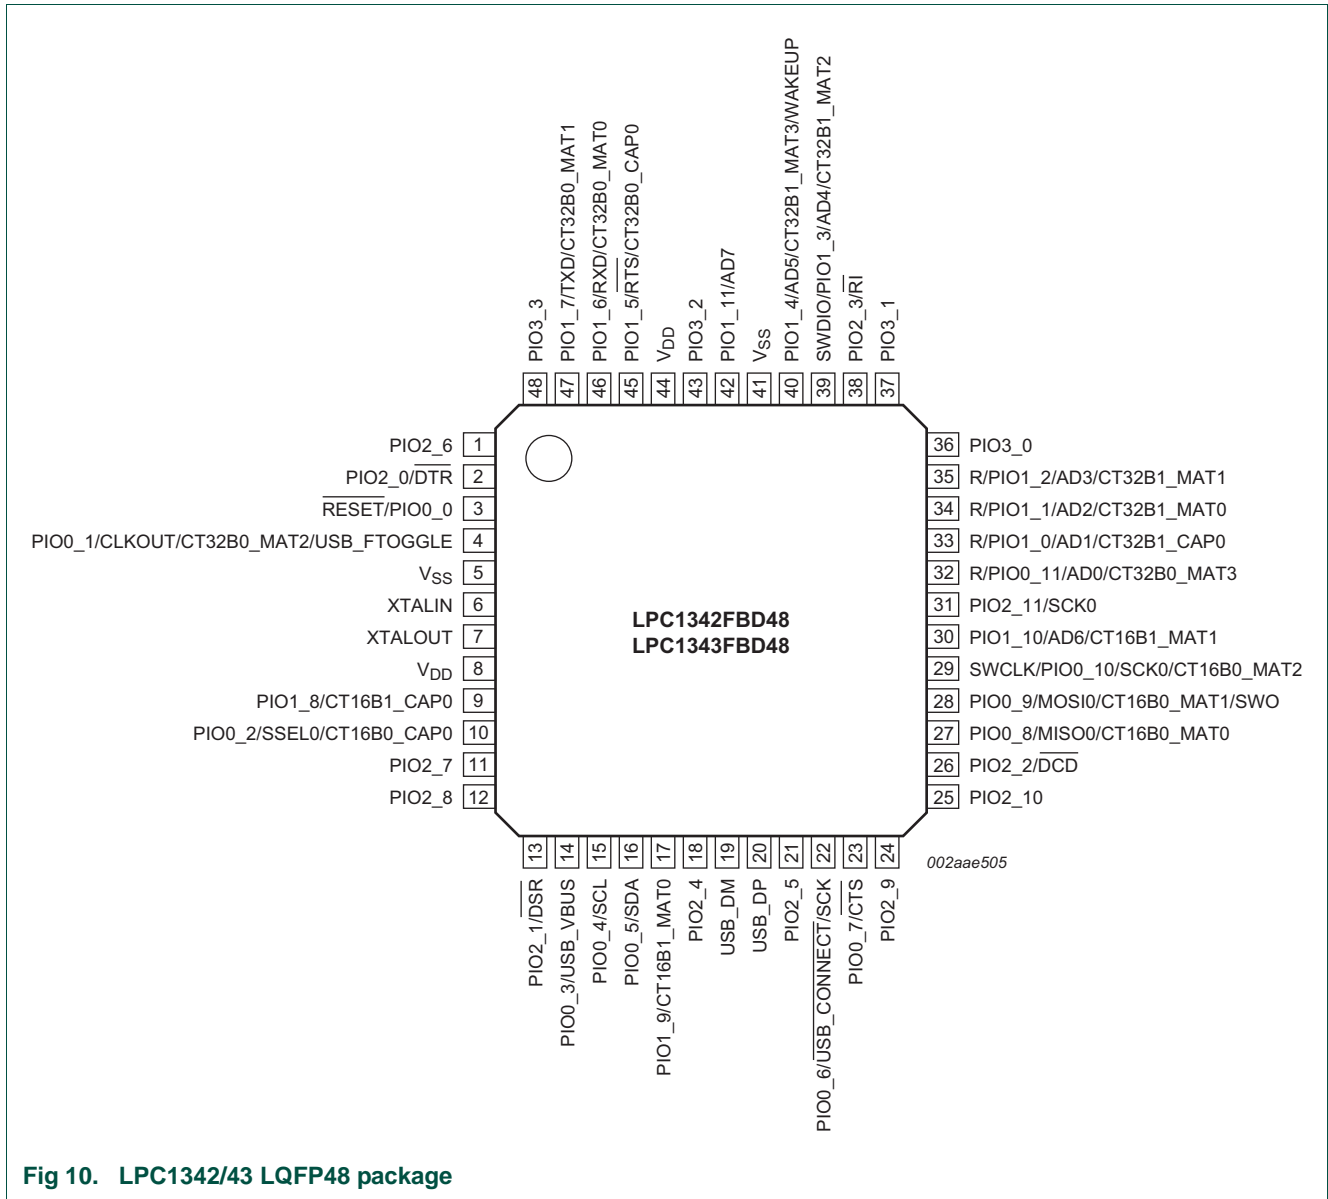 PIO3_3
PIO1_7/TXD/CT32B0_MAT1
PIO1_6/RXD/CT32B0_MAT0
PIO1_5/RTS/CT32B0_CAP0
VDD
PIO3_2
PIO1_11/AD7
VSS
PIO1_4/AD5/CT32B1_MAT3/WAKEUP
SWDIO/PIO1_3/AD4/CT32B1_MAT2
PIO2_3/RI
PIO3_1
48
47
46
45
44
43
42
41
40
39
38
37
PIO2_6 1
PIO2_0/DTR 2
RESET/PIO0_0 3
PIO0_1/CLKOUT/CT32B0_MAT2/USB_FTOGGLE 4
VSS 5
XTALIN 6
XTALOUT 7
VDD 8
PIO1_8/CT16B1_CAP0 9
PIO0_2/SSEL0/CT16B0_CAP0 10
PIO2_7 11
PIO2_8 12
LPC1342FBD48
LPC1343FBD48
36 PIO3_0
35 R/PIO1_2/AD3/CT32B1_MAT1
34 R/PIO1_1/AD2/CT32B1_MAT0
33 R/PIO1_0/AD1/CT32B1_CAP0
32 R/PIO0_11/AD0/CT32B0_MAT3
31 PIO2_11/SCK0
30 PIO1_10/AD6/CT16B1_MAT1
29 SWCLK/PIO0_10/SCK0/CT16B0_MAT2
28 PIO0_9/MOSI0/CT16B0_MAT1/SWO
27 PIO0_8/MISO0/CT16B0_MAT0
26 PIO2_2/DCD
25 PIO2_10
13
14
15
16
17
18
19
20
21
22
23
24
PIO2_1/DSR
PIO0_3/USB_VBUS
PIO0_4/SCL
PIO0_5/SDA
PIO1_9/CT16B1_MAT0
PIO2_4
USB_DM
USB_DP
PIO2_5
PIO0_6/USB_CONNECT/SCK
PIO0_7/CTS
PIO2_9
002aae505
Fig 10. LPC1342/43 LQFP48 package